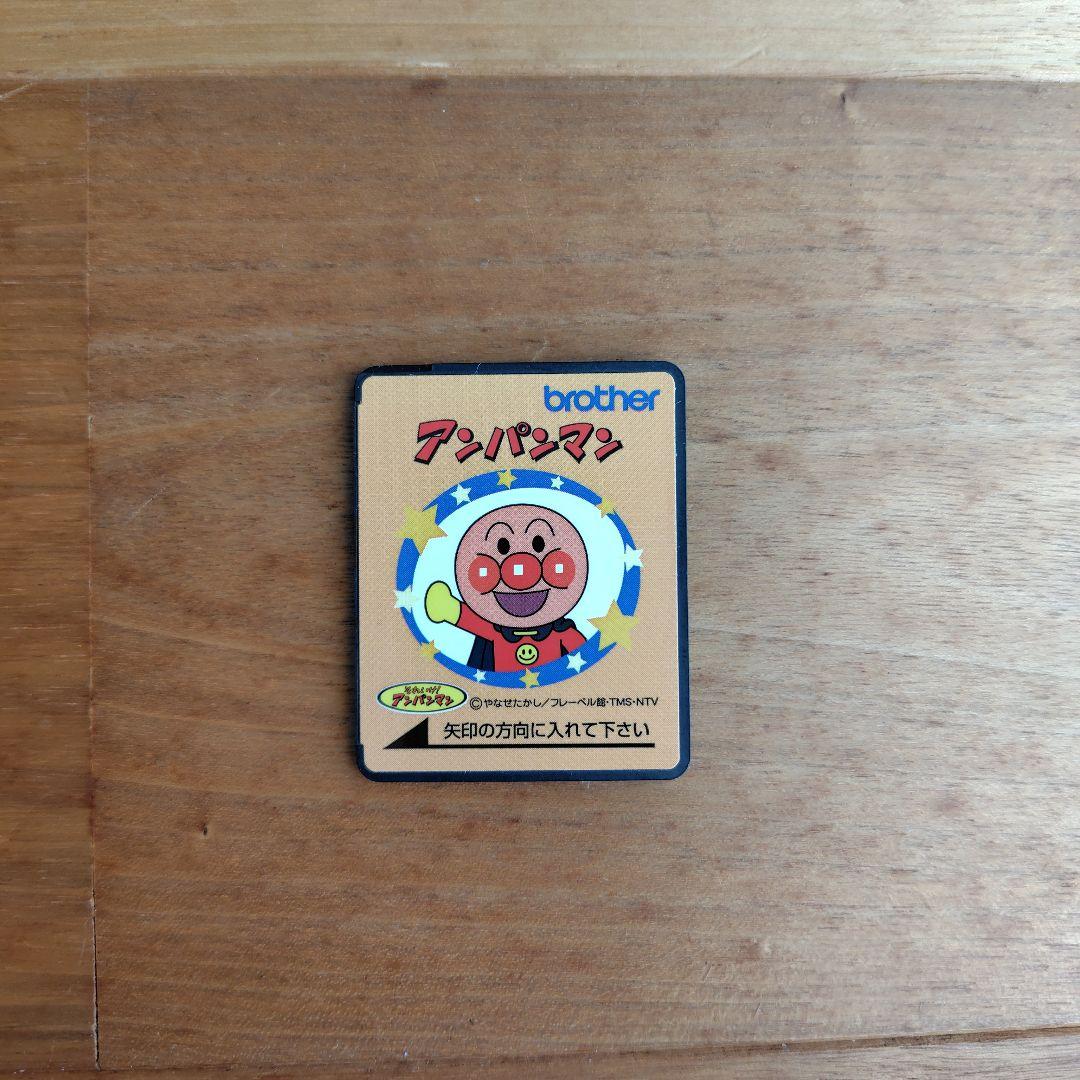 brother
アンパンマン
それいけ!
アンパンマン
©やなせたかし/フレーベル館・TMS・NTV
矢印の方向に入れて下さい